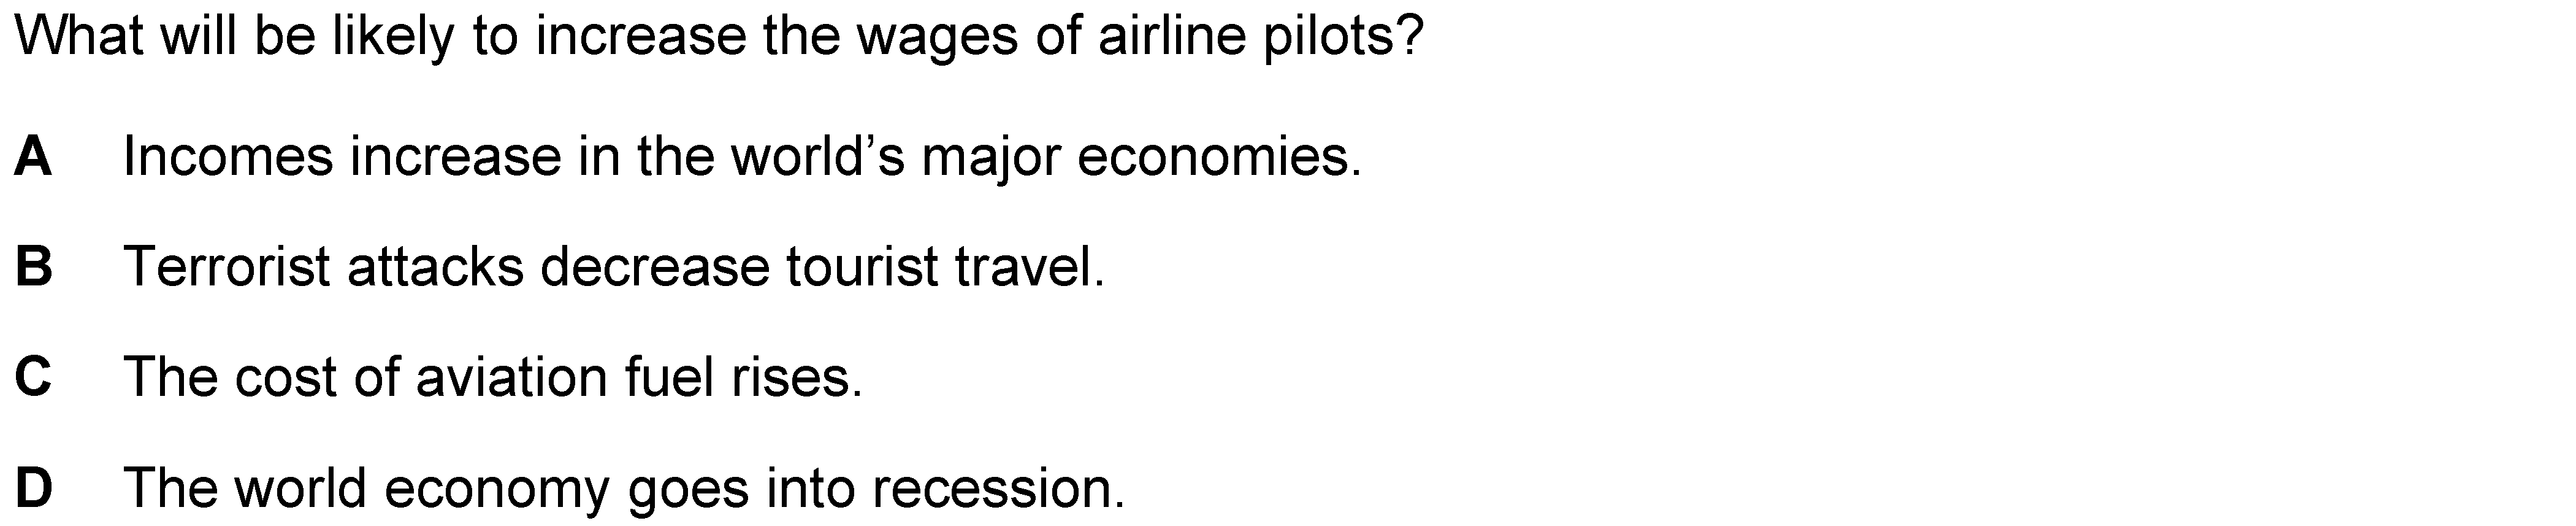 What will be likely to increase the wages of airline pilots?
A Incomes increase in the world’s major economies.
B Terrorist attacks decrease tourist travel.
C The cost of aviation fuel rises.
D The world economy goes into recession.